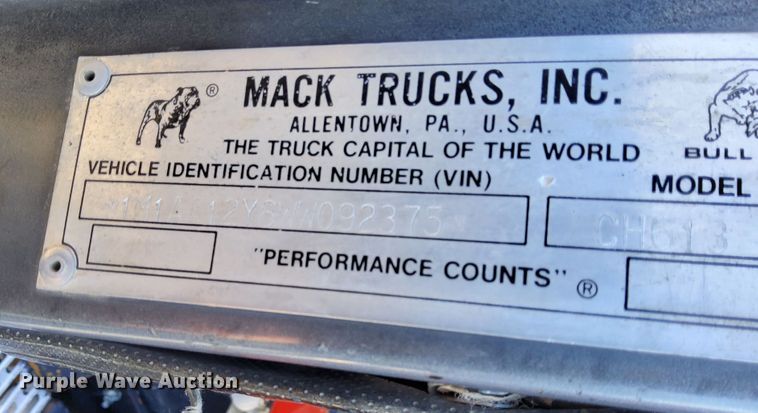 ® MACK TRUCKS, INC.
ALLENTOWN, PA., U.S.A.
THE TRUCK CAPITAL OF THE WORLD
BULL
VEHICLE IDENTIFICATION NUMBER (VIN)
MODEL
CH613
"PERFORMANCE COUNTS" ®
Purple Wave Auction